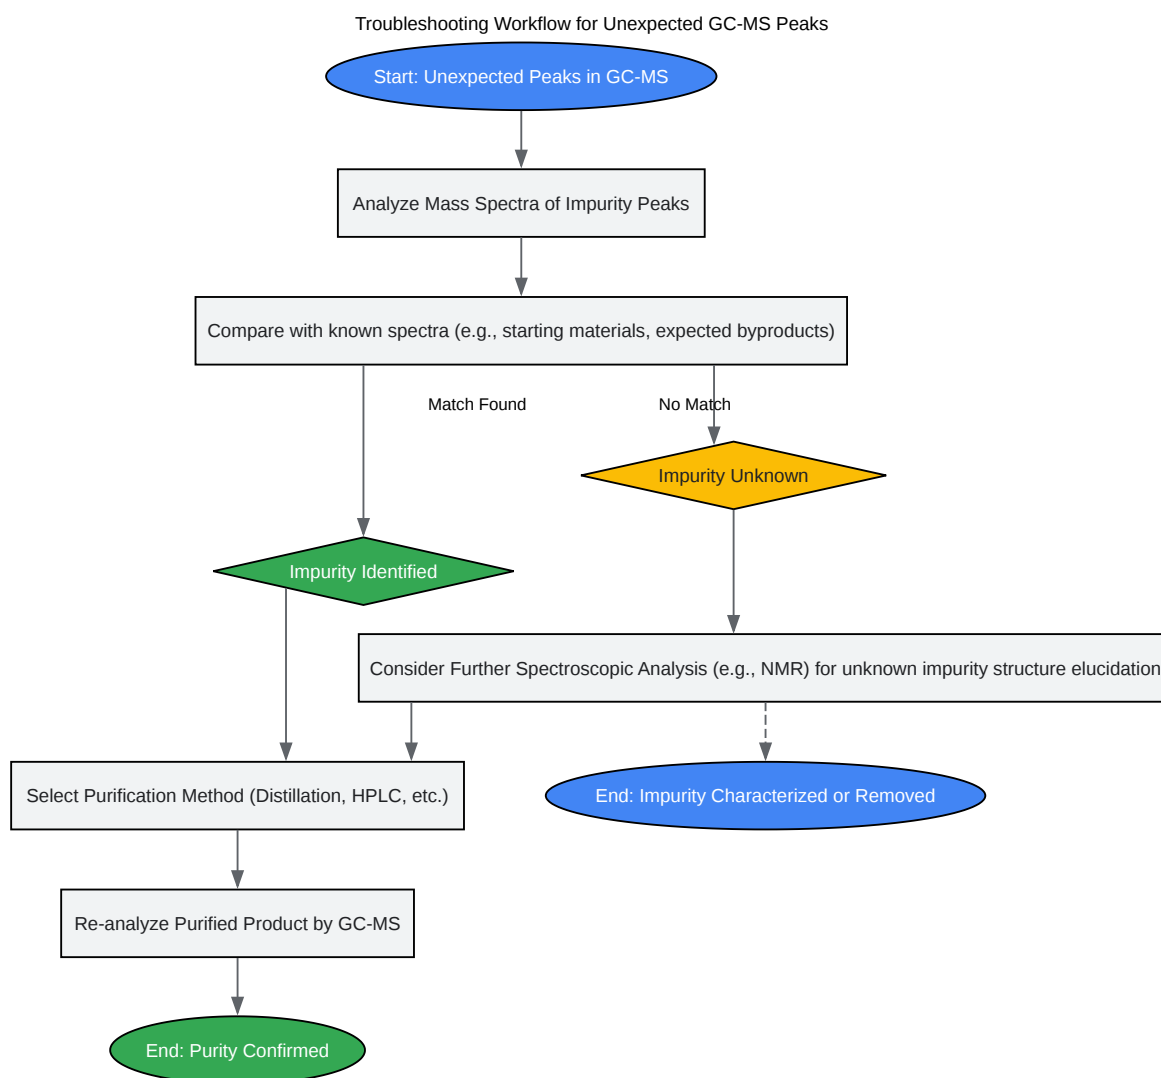 Troubleshooting Workflow for Unexpected GC-MS Peaks
Start: Unexpected Peaks in GC-MS
Analyze Mass Spectra of Impurity Peaks
Compare with known spectra (e.g., starting materials, expected byproducts)
Match Found
No Match
Impurity Unknown
Impurity Identified
Consider Further Spectroscopic Analysis (e.g., NMR) for unknown impurity structure elucidation
Select Purification Method (Distillation, HPLC, etc.)
End: Impurity Characterized or Removed
Re-analyze Purified Product by GC-MS
End: Purity Confirmed